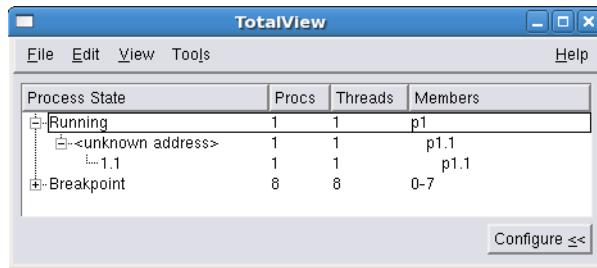 TotalView
File Edit View Tools Help
Process State Procs Threads Members
Running 1 1 p1
<unknown address> 1 1 p1.1
1.1 1 1 p1.1
Breakpoint 8 8 0-7
Configure <<